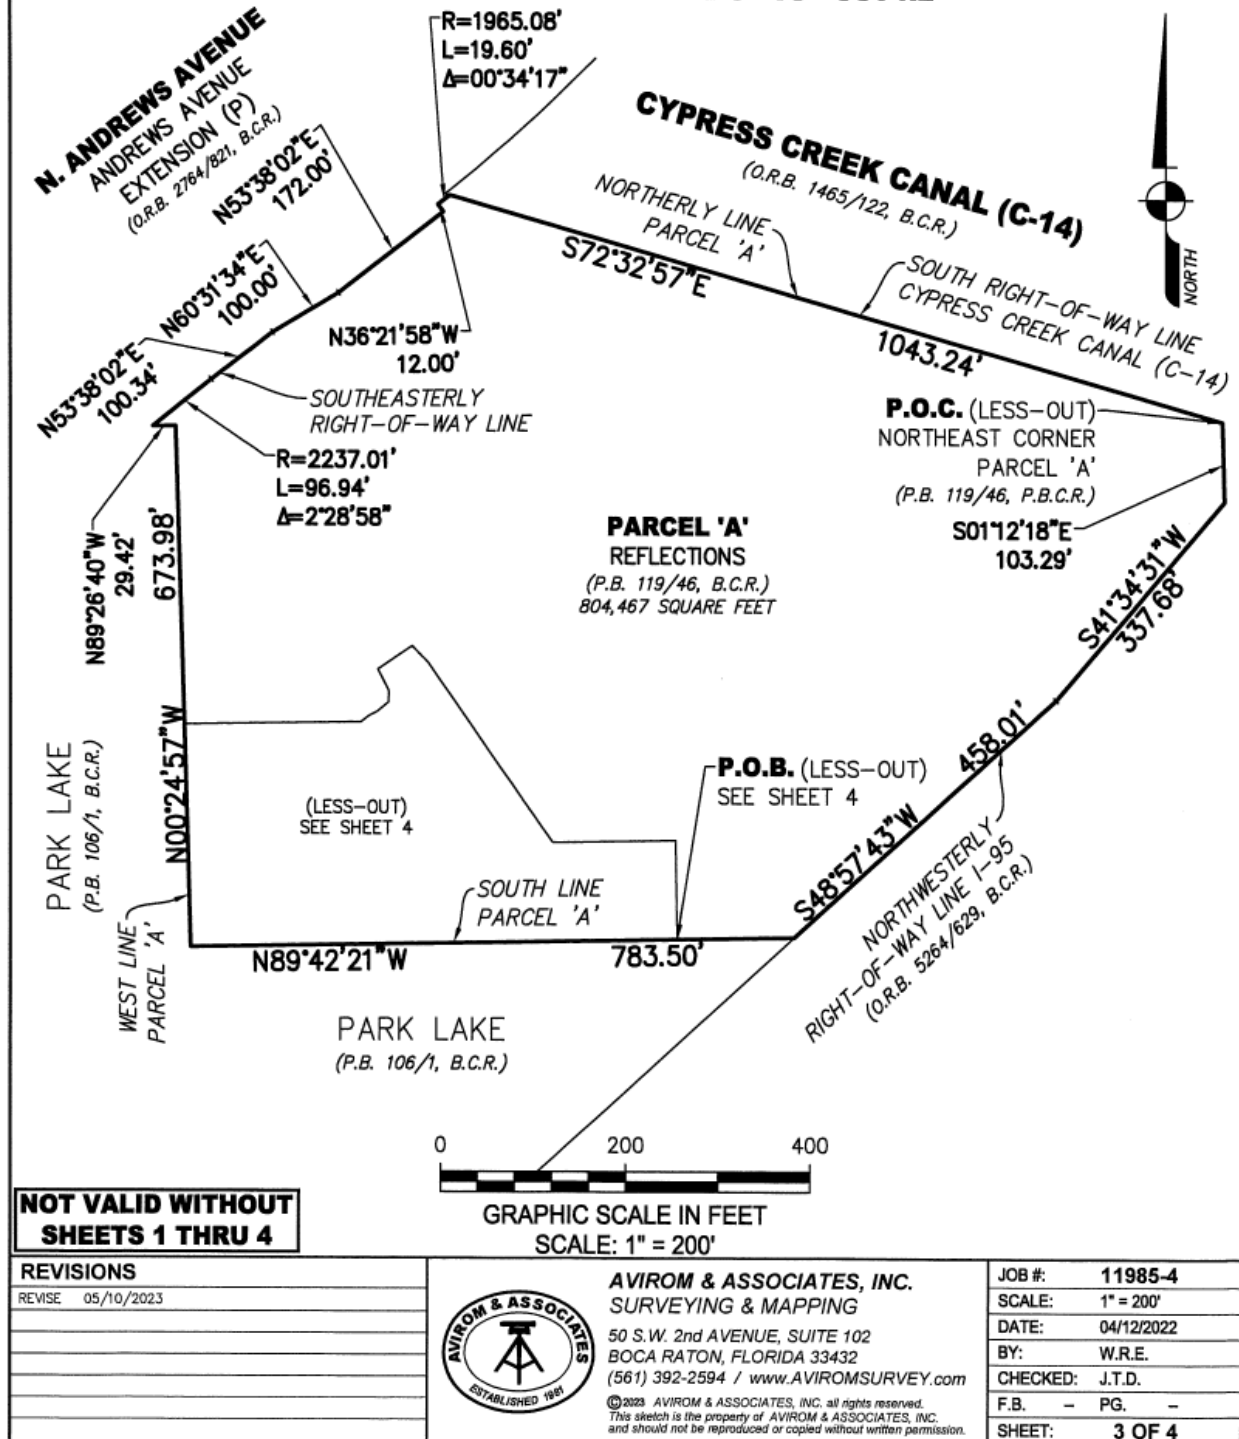 R=1965.08'
L=19.60'
Δ=00°34'17"
N. ANDREWS AVENUE
ANDREWS AVENUE
EXTENSION (P)
(O.R.B. 2764/821, B.C.R.)
N53°38'02"E
172.00'
N60°31'34"E
100.00'
N53°38'02"E
100.34'
CYPRESS CREEK CANAL (C-14)
(O.R.B. 1465/122, B.C.R.)
NORTHERLY LINE
PARCEL 'A'
S72°32'57"E
1043.24'
SOUTH RIGHT-OF-WAY LINE
CYPRESS CREEK CANAL (C-14)
NORTH
N36°21'58"W
12.00'
SOUTHEASTERLY
RIGHT-OF-WAY LINE
R=2237.01'
L=96.94'
Δ=2°28'58"
P.O.C. (LESS-OUT)
NORTHEAST CORNER
PARCEL 'A'
(P.B. 119/46, P.B.C.R.)
S01°12'18"E
103.29'
N89°26'40"W
29.42'
673.98'
N00°24'57"W
PARCEL 'A'
REFLECTIONS
(P.B. 119/46, B.C.R.)
804,467 SQUARE FEET
S41°34'31"W
337.68'
458.01'
S48°57'43"W
PARK LAKE
(P.B. 106/1, B.C.R.)
WEST LINE
PARCEL 'A'
(LESS-OUT)
SEE SHEET 4
P.O.B. (LESS-OUT)
SEE SHEET 4
SOUTH LINE
PARCEL 'A'
N89°42'21"W
783.50'
NORTHWESTERLY
RIGHT-OF-WAY LINE I-95
(O.R.B. 5264/629, B.C.R.)
PARK LAKE
(P.B. 106/1, B.C.R.)
0 200 400
GRAPHIC SCALE IN FEET
SCALE: 1" = 200'
NOT VALID WITHOUT
SHEETS 1 THRU 4
REVISIONS
REVISE 05/10/2023
AVIROM & ASSOCIATES
ESTABLISHED 1981
AVIROM & ASSOCIATES, INC.
SURVEYING & MAPPING
50 S.W. 2nd AVENUE, SUITE 102
BOCA RATON, FLORIDA 33432
(561) 392-2594 / www.AVIROMSURVEY.com
©2023 AVIROM & ASSOCIATES, INC. all rights reserved.
This sketch is the property of AVIROM & ASSOCIATES, INC.
and should not be reproduced or copied without written permission.
JOB #: 11985-4
SCALE: 1" = 200'
DATE: 04/12/2022
BY: W.R.E.
CHECKED: J.T.D.
F.B. - PG. -
SHEET: 3 OF 4